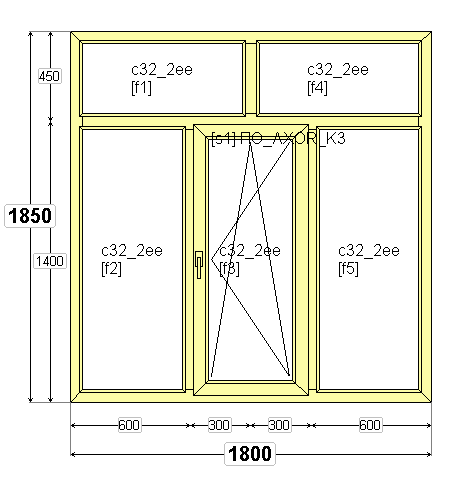 c32_2ee
[f1]
c32_2ee
[f4]
450
[s1] ПО_AXOR_K3
1850
1400
c32_2ee
[f2]
c32_2ee
[f3]
c32_2ee
[f5]
600
300
300
600
1800